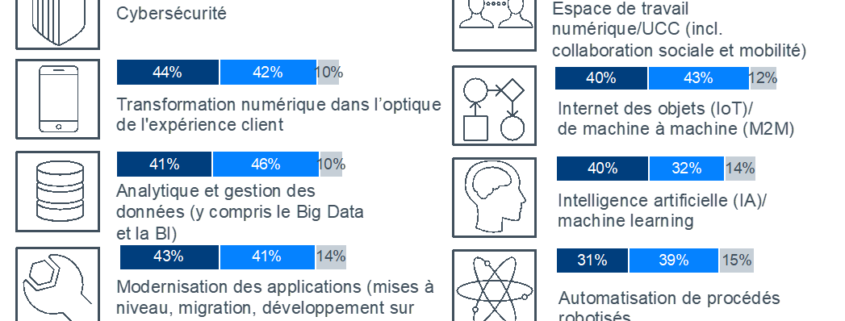 Cybersécurité
44% 42% 10%
Transformation numérique dans l’optique
de l'expérience client
41% 46% 10%
Analytique et gestion des
données (y compris le Big Data
et la BI)
43% 41% 14%
Modernisation des applications (mises à
niveau, migration, développement sur
Espace de travail
numérique/UCC (incl.
collaboration sociale et mobilité)
40% 43% 12%
Internet des objets (IoT)/
de machine à machine (M2M)
40% 32% 14%
Intelligence artificielle (IA)/
machine learning
31% 39% 15%
Automatisation de procédés
robotisés